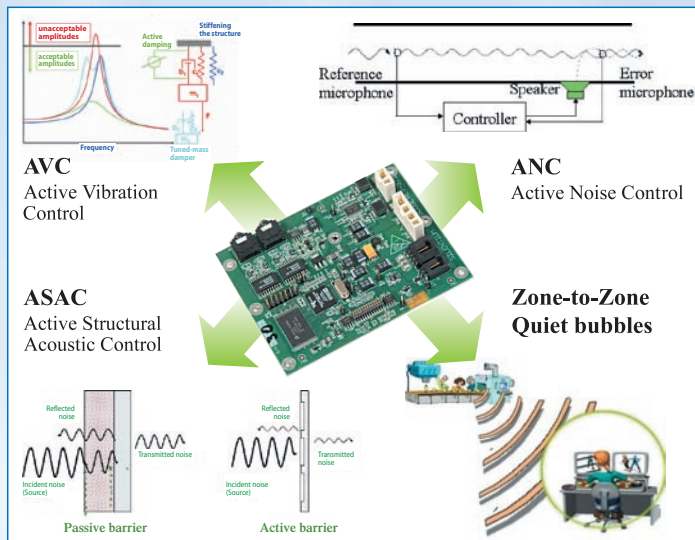 unacceptable
amplitudes
acceptable
amplitudes
Active
damping
Stiffening
the structure
m₁
F
Frequency
Tuned-mass
damper
AVC
Active Vibration
Control
Reference
microphone
Speaker
Error
microphone
Controller
ANC
Active Noise Control
ASAC
Active Structural
Acoustic Control
Zone-to-Zone
Quiet bubbles
Reflected
noise
Transmitted
noise
Incident noise
(Source)
Passive barrier
Reflected
noise
Transmitted
noise
Incident noise
(Source)
Active barrier